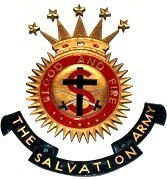 BLOOD AND FIRE
S
THE SALVATION ARMY